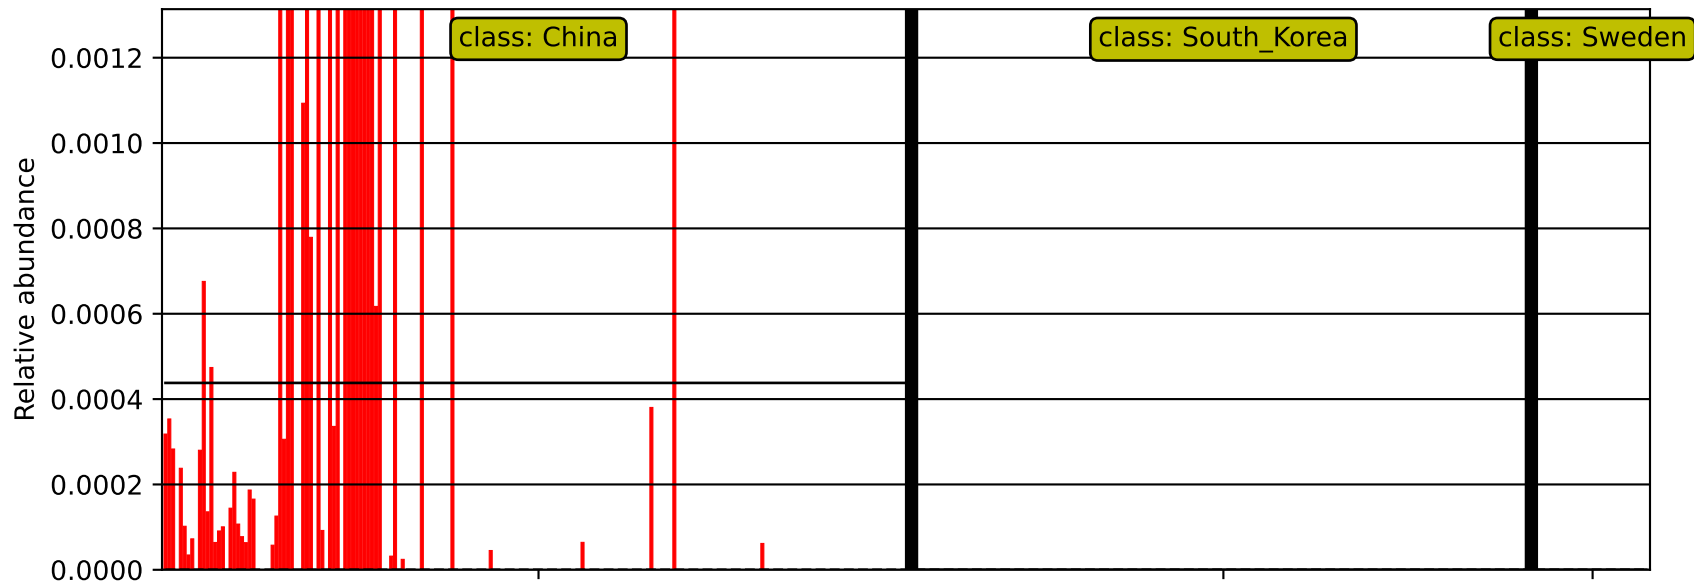 class: China
class: South_Korea
class: Sweden
0.0012
0.0010
0.0008
0.0006
0.0004
0.0002
0.0000
Relative abundance